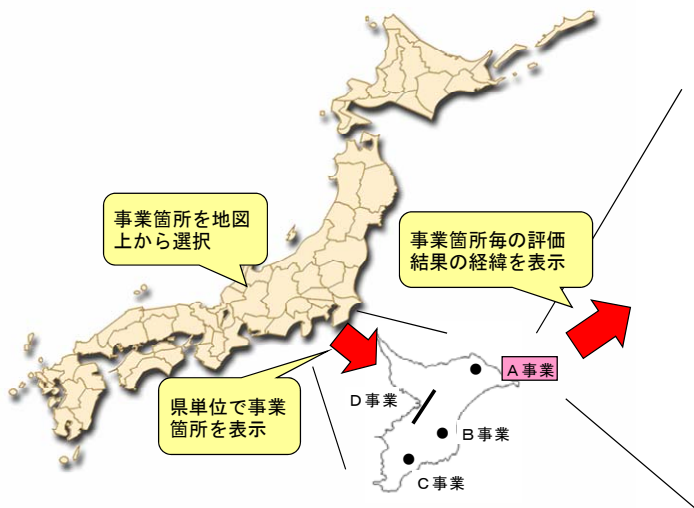 事業箇所を地図
上から選択
事業箇所毎の評価
結果の経緯を表示
県単位で事業
箇所を表示
A事業
D事業
B事業
C事業